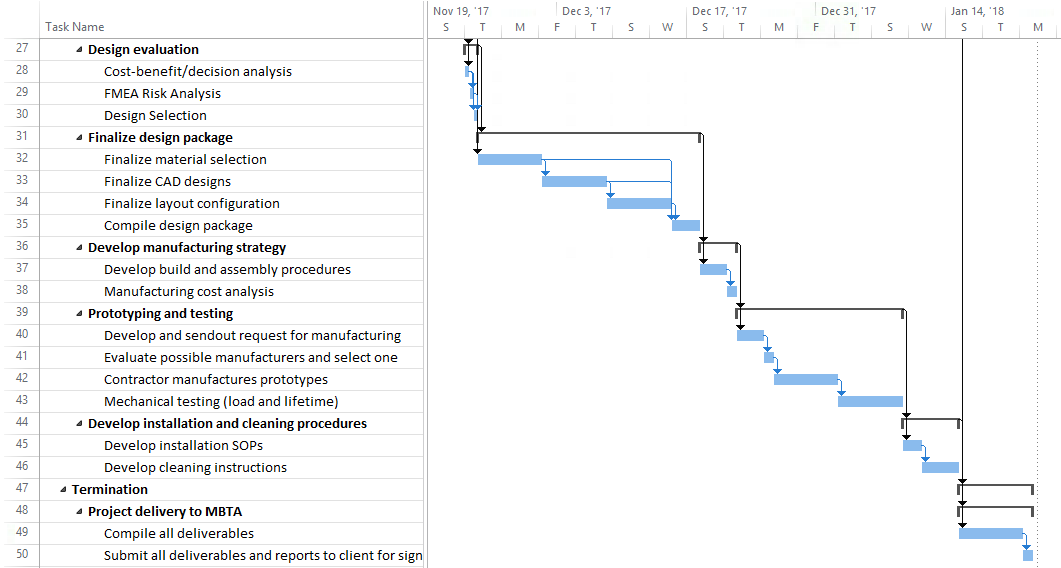 Nov 19, '17 Dec 3, '17 Dec 17, '17 Dec 31, '17 Jan 14, '18
Task Name S T M F T S W S T M F T S W S T M
27 Design evaluation
28 Cost-benefit/decision analysis
29 FMEA Risk Analysis
30 Design Selection
31 Finalize design package
32 Finalize material selection
33 Finalize CAD designs
34 Finalize layout configuration
35 Compile design package
36 Develop manufacturing strategy
37 Develop build and assembly procedures
38 Manufacturing cost analysis
39 Prototyping and testing
40 Develop and sendout request for manufacturing
41 Evaluate possible manufacturers and select one
42 Contractor manufactures prototypes
43 Mechanical testing (load and lifetime)
44 Develop installation and cleaning procedures
45 Develop installation SOPs
46 Develop cleaning instructions
47 Termination
48 Project delivery to MBTA
49 Compile all deliverables
50 Submit all deliverables and reports to client for sign